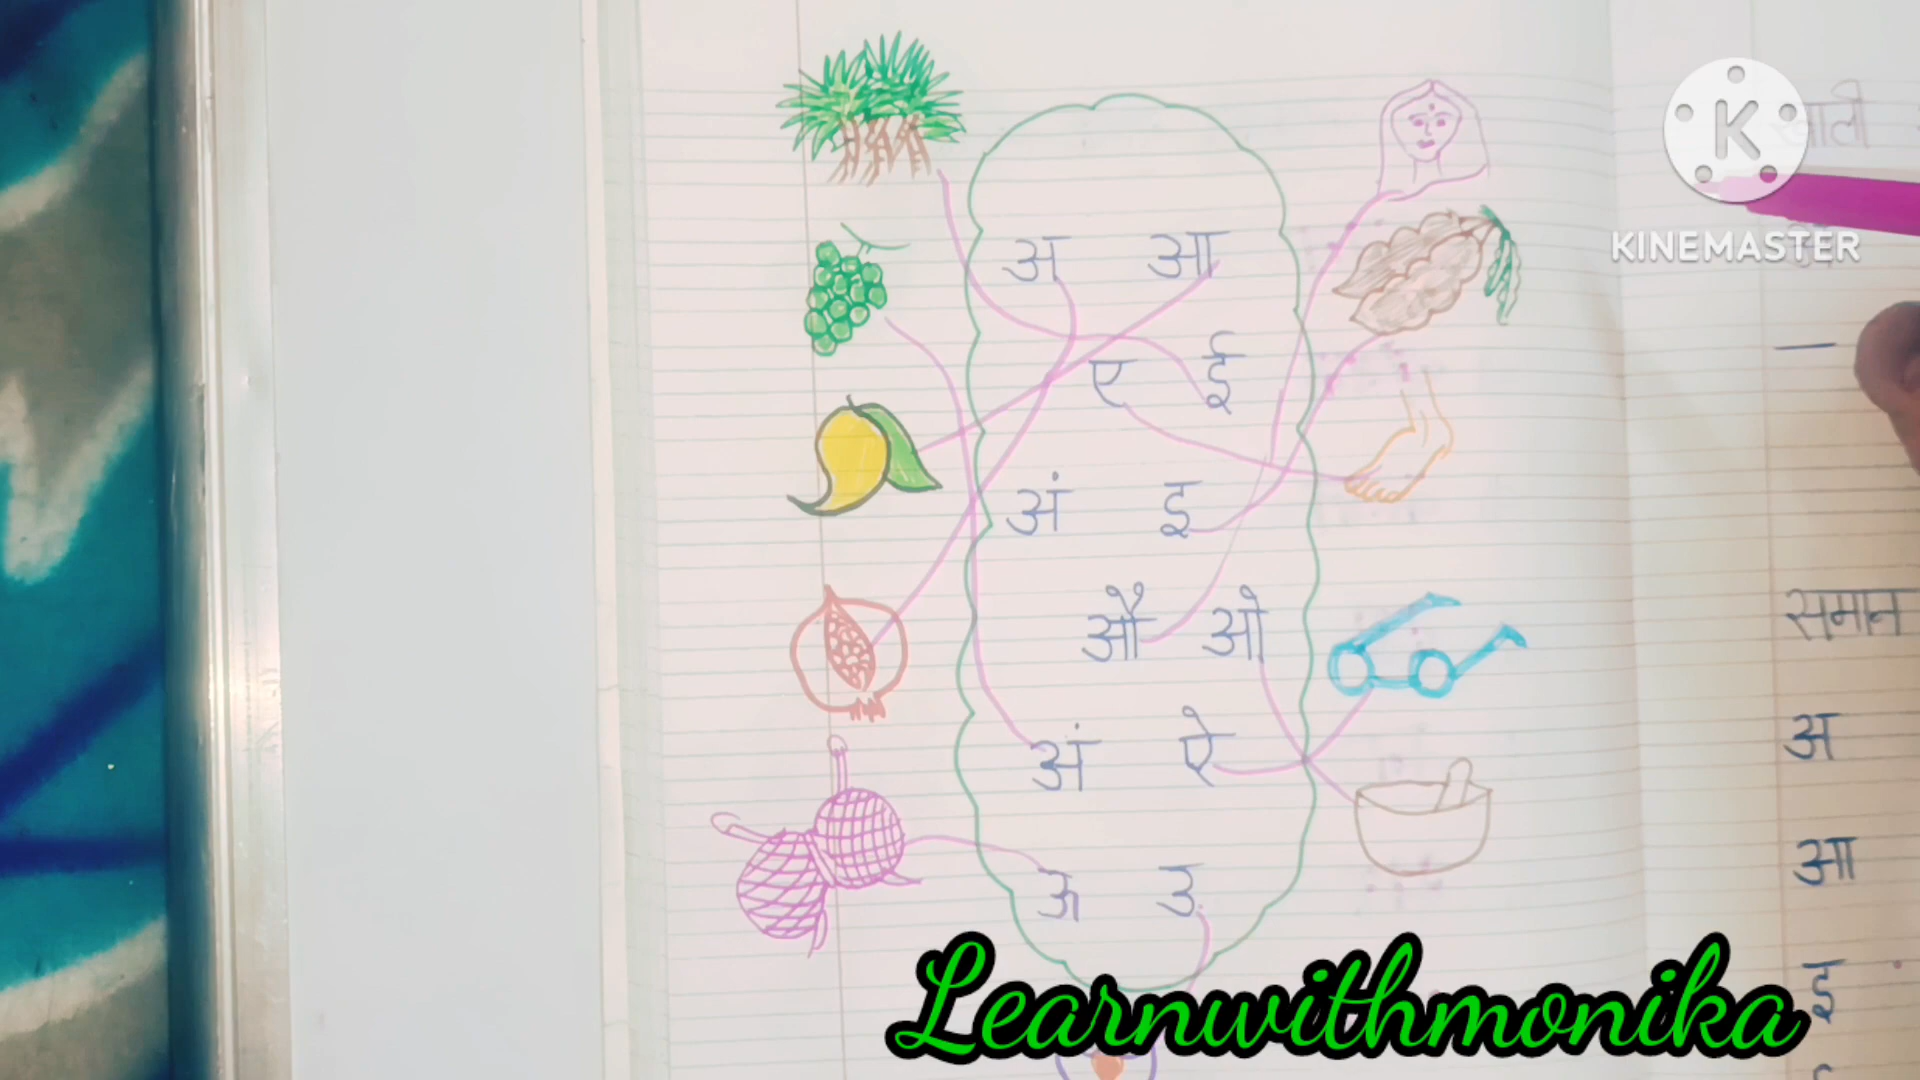 खाली
KINEMASTER
अ आ
ए ई
अं इ
औ ओ
अं ऐ
ऊ उ
समान
अ
आ
इ
Learnwithmonika